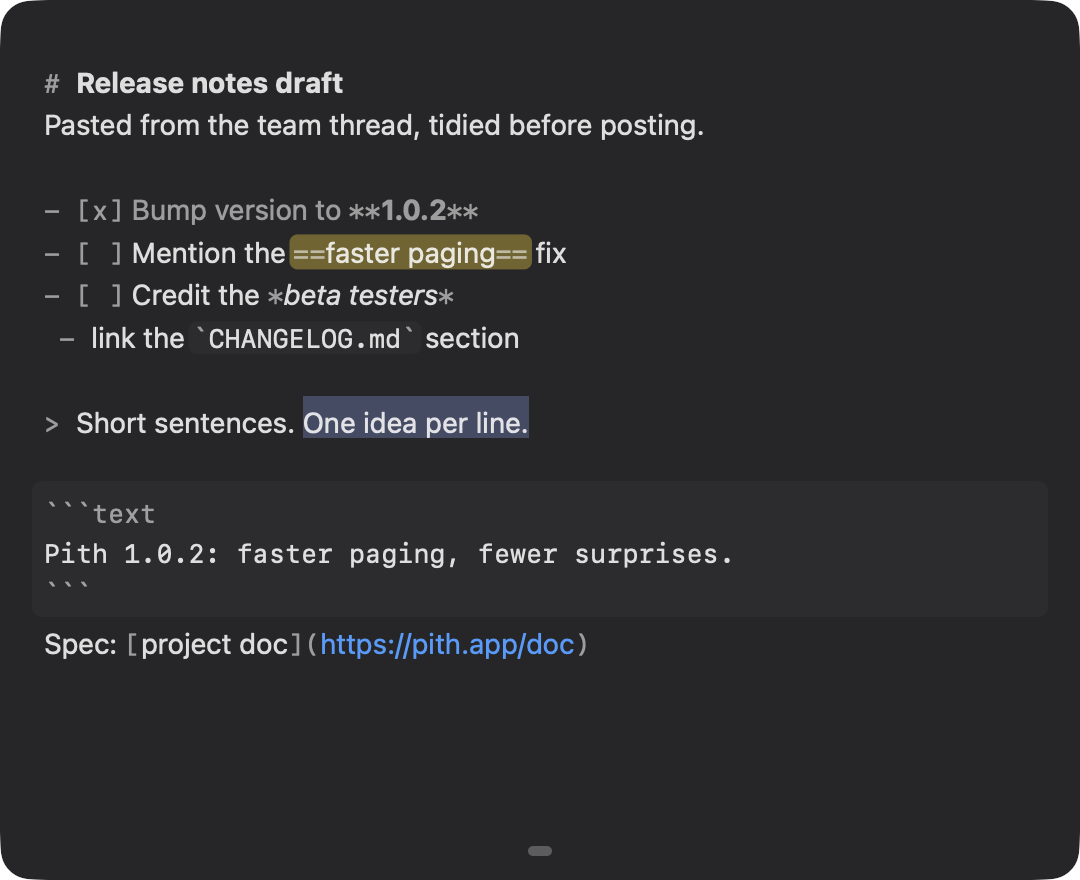 # Release notes draft
Pasted from the team thread, tidied before posting.
– [x] Bump version to **1.0.2**
– [ ] Mention the ==faster paging== fix
– [ ] Credit the *beta testers*
– link the `CHANGELOG.md` section
> Short sentences. One idea per line.
```text
Pith 1.0.2: faster paging, fewer surprises.
```
Spec: [project doc](https://pith.app/doc)